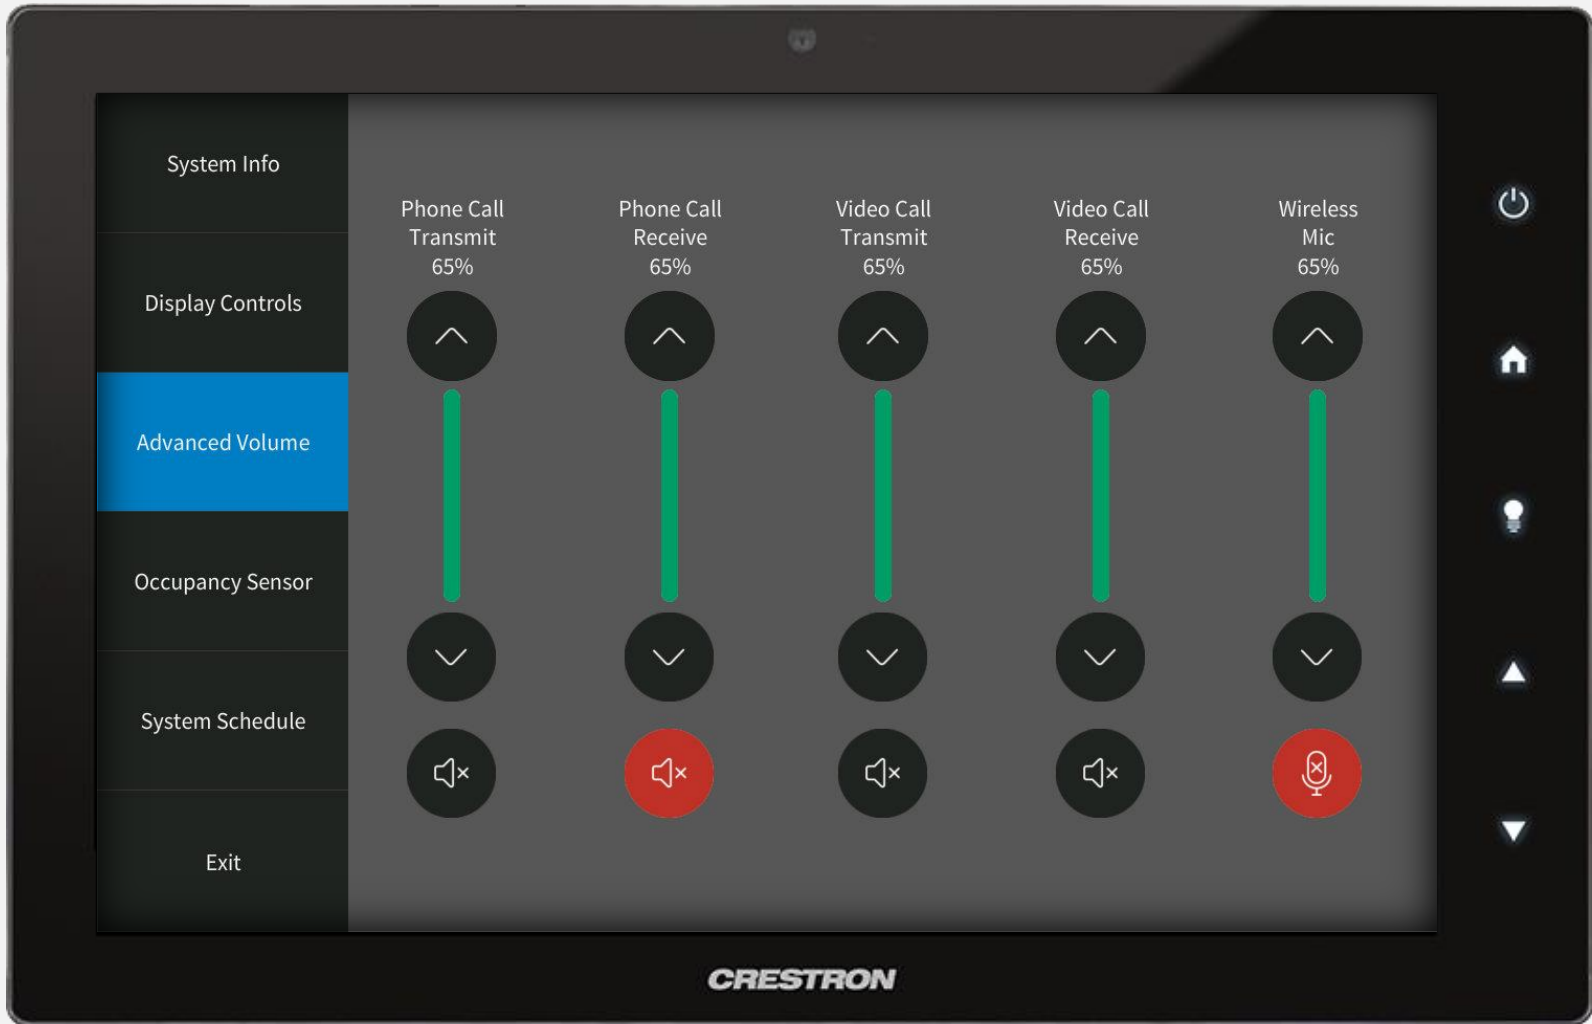 System Info
Display Controls
Advanced Volume
Occupancy Sensor
System Schedule
Exit
Phone Call
Transmit
65%
Phone Call
Receive
65%
Video Call
Transmit
65%
Video Call
Receive
65%
Wireless
Mic
65%
CRESTRON